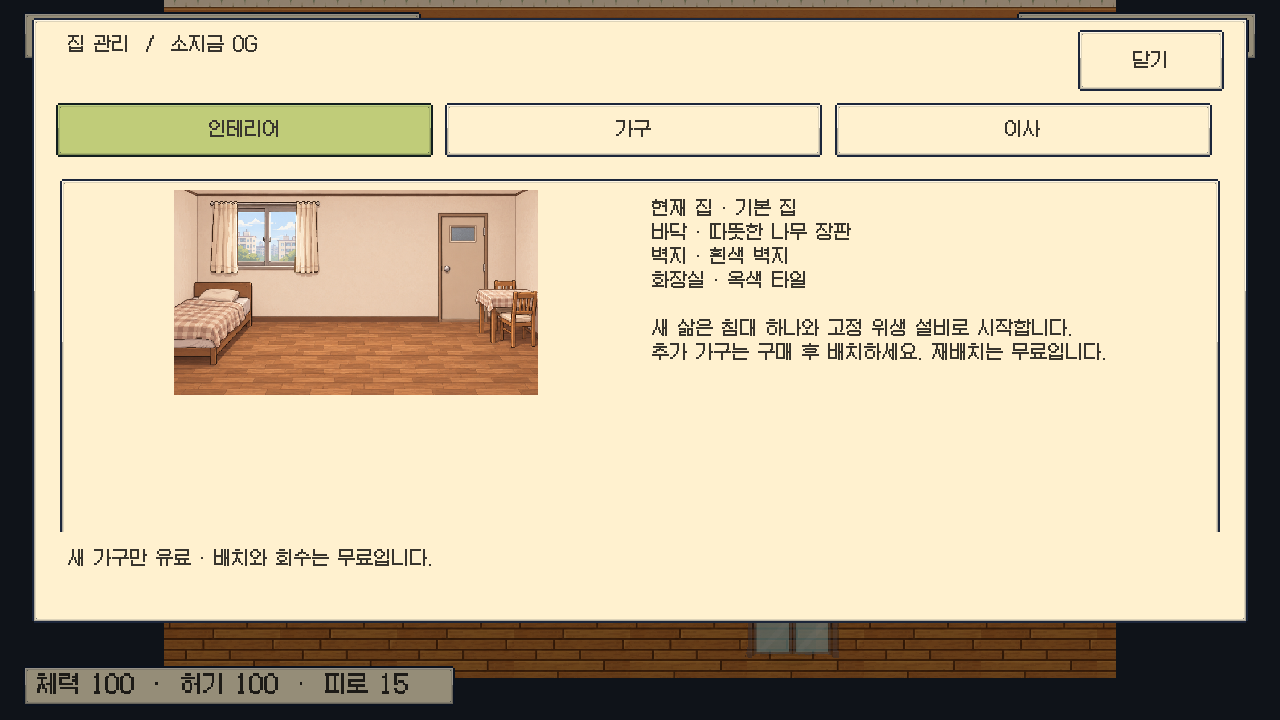 집 관리 / 소지금 0G
닫기
인테리어
가구
이사
현재 집 · 기본 집
바닥 · 따뜻한 나무 장판
벽지 · 흰색 벽지
화장실 · 옥색 타일
새 삶은 침대 하나와 고정 위생 설비로 시작합니다.
추가 가구는 구매 후 배치하세요. 재배치는 무료입니다.
새 가구만 유료 · 배치와 회수는 무료입니다.
체력 100 · 허기 100 · 피로 15